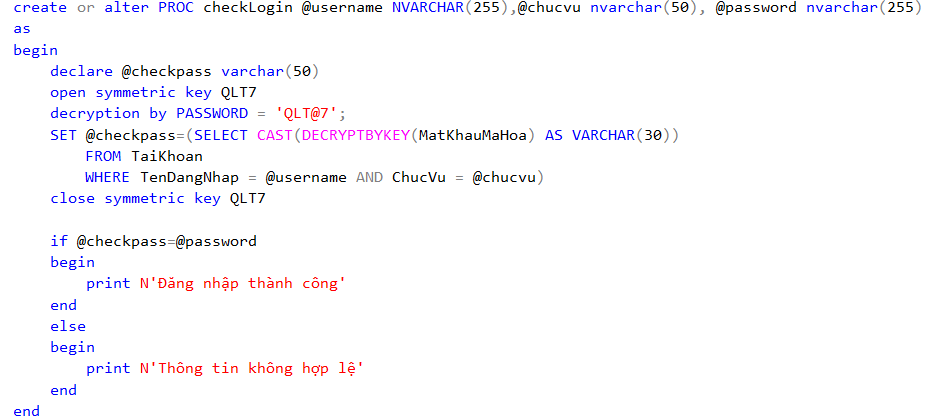 create or alter PROC checkLogin @username NVARCHAR(255),@chucvu nvarchar(50), @password nvarchar(255)
as
begin
declare @checkpass varchar(50)
open symmetric key QLT7
decryption by PASSWORD = 'QLT@7';
SET @checkpass=(SELECT CAST(DECRYPTBYKEY(MatKhauMaHoa) AS VARCHAR(30))
FROM TaiKhoan
WHERE TenDangNhap = @username AND ChucVu = @chucvu)
close symmetric key QLT7
if @checkpass=@password
begin
print N'Đăng nhập thành công'
end
else
begin
print N'Thông tin không hợp lệ'
end
end